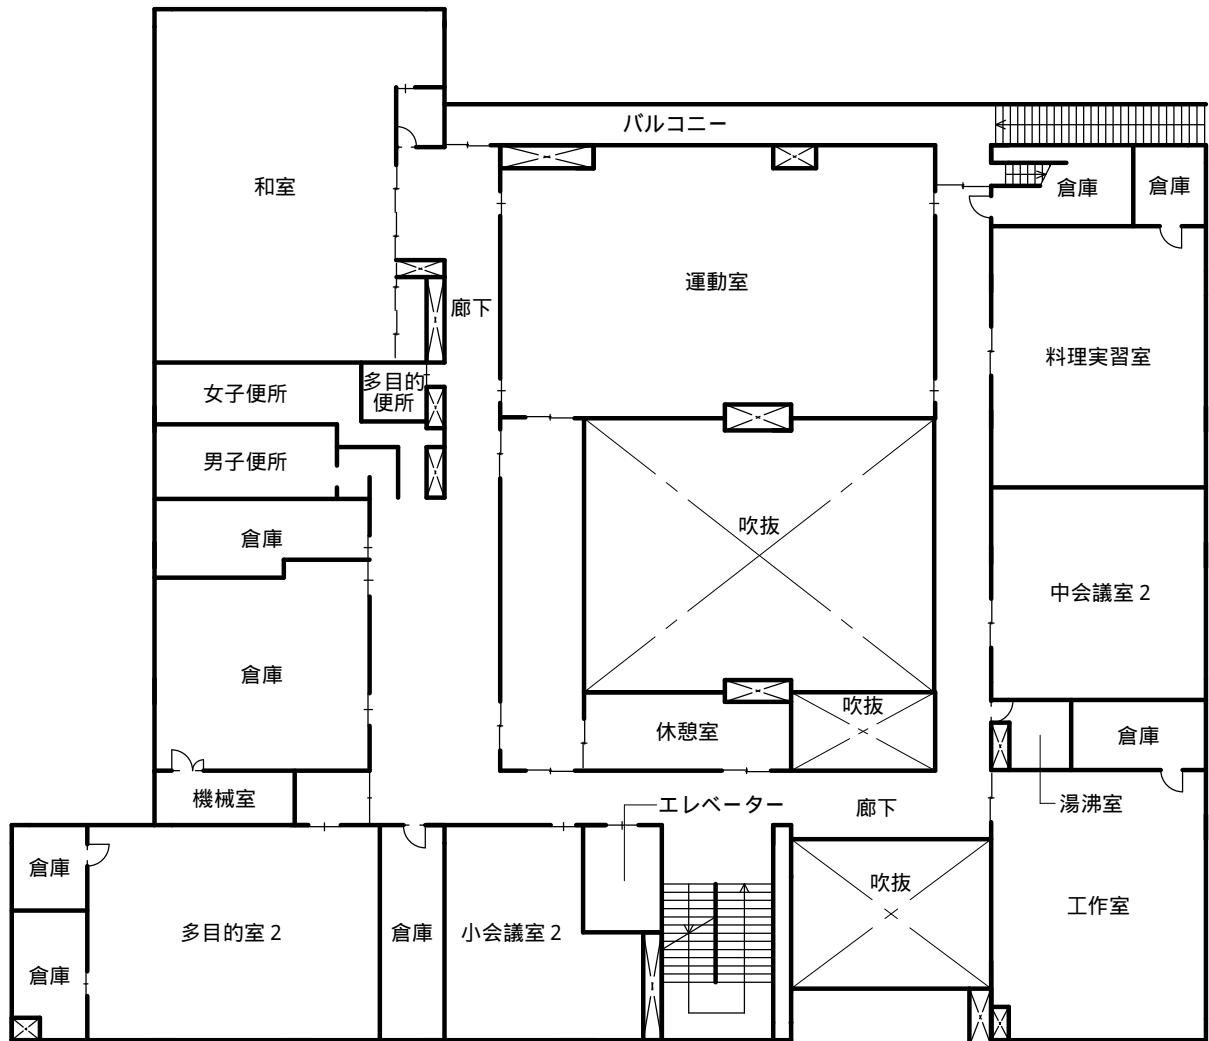 バルコニー
和室
倉庫
倉庫
運動室
廊下
料理実習室
女子便所
多目的
便所
男子便所
吹抜
倉庫
中会議室2
倉庫
吹抜
休憩室
倉庫
機械室
エレベーター
廊下
湯沸室
倉庫
吹抜
工作室
多目的室2
倉庫
小会議室2
倉庫